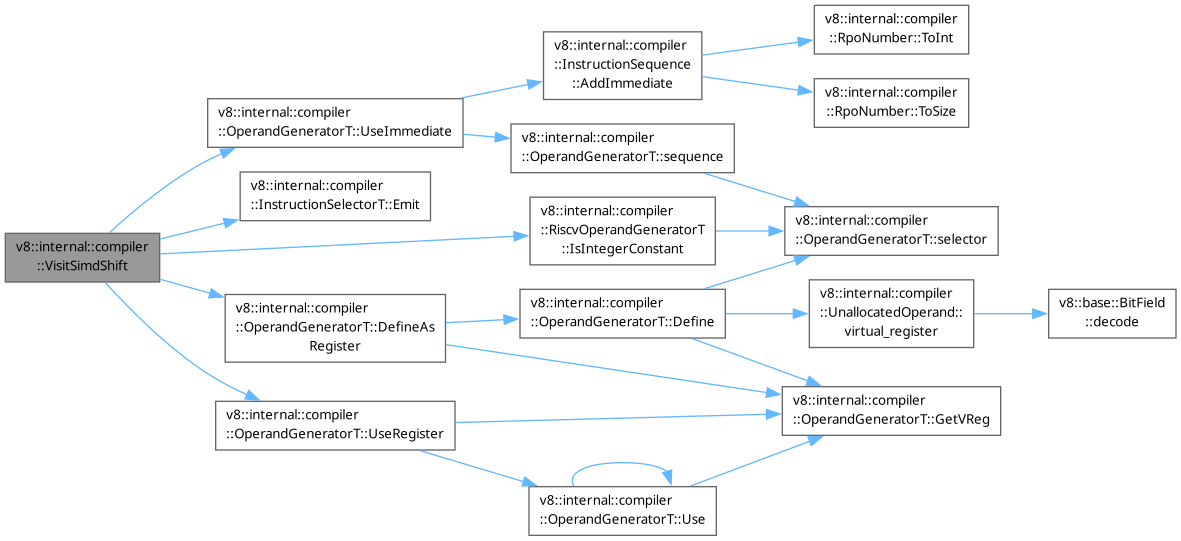 v8::internal::compiler
::VisitSimdShift
v8::internal::compiler
::OperandGeneratorT::UseImmediate
v8::internal::compiler
::InstructionSequence
::AddImmediate
v8::internal::compiler
::RpoNumber::ToInt
v8::internal::compiler
::RpoNumber::ToSize
v8::internal::compiler
::OperandGeneratorT::sequence
v8::internal::compiler
::OperandGeneratorT::selector
v8::internal::compiler
::InstructionSelectorT::Emit
v8::internal::compiler
::RiscvOperandGeneratorT
::IsIntegerConstant
v8::internal::compiler
::OperandGeneratorT::DefineAs
Register
v8::internal::compiler
::OperandGeneratorT::Define
v8::internal::compiler
::UnallocatedOperand::
virtual_register
v8::base::BitField
::decode
v8::internal::compiler
::OperandGeneratorT::GetVReg
v8::internal::compiler
::OperandGeneratorT::UseRegister
v8::internal::compiler
::OperandGeneratorT::Use